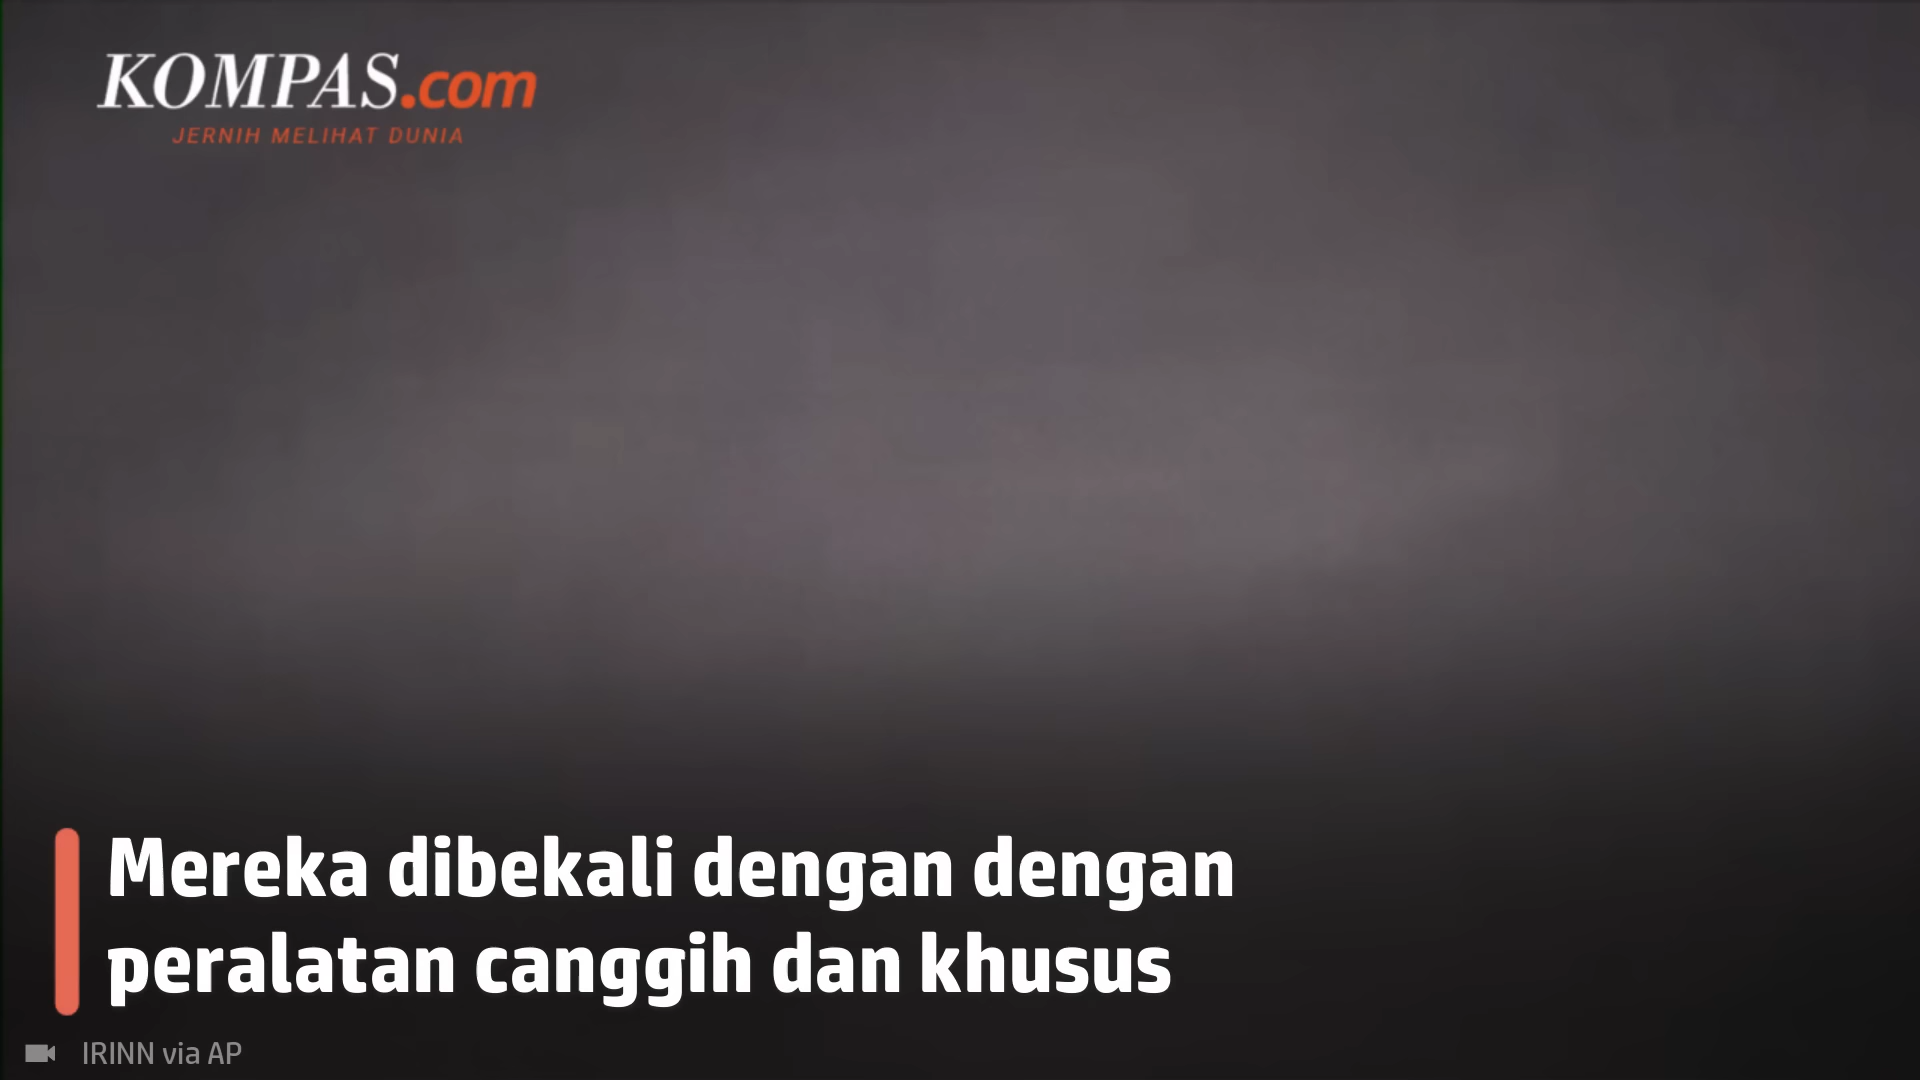 KOMPAS.com
JERNIH MELIHAT DUNIA
Mereka dibekali dengan dengan
peralatan canggih dan khusus
IRINN via AP